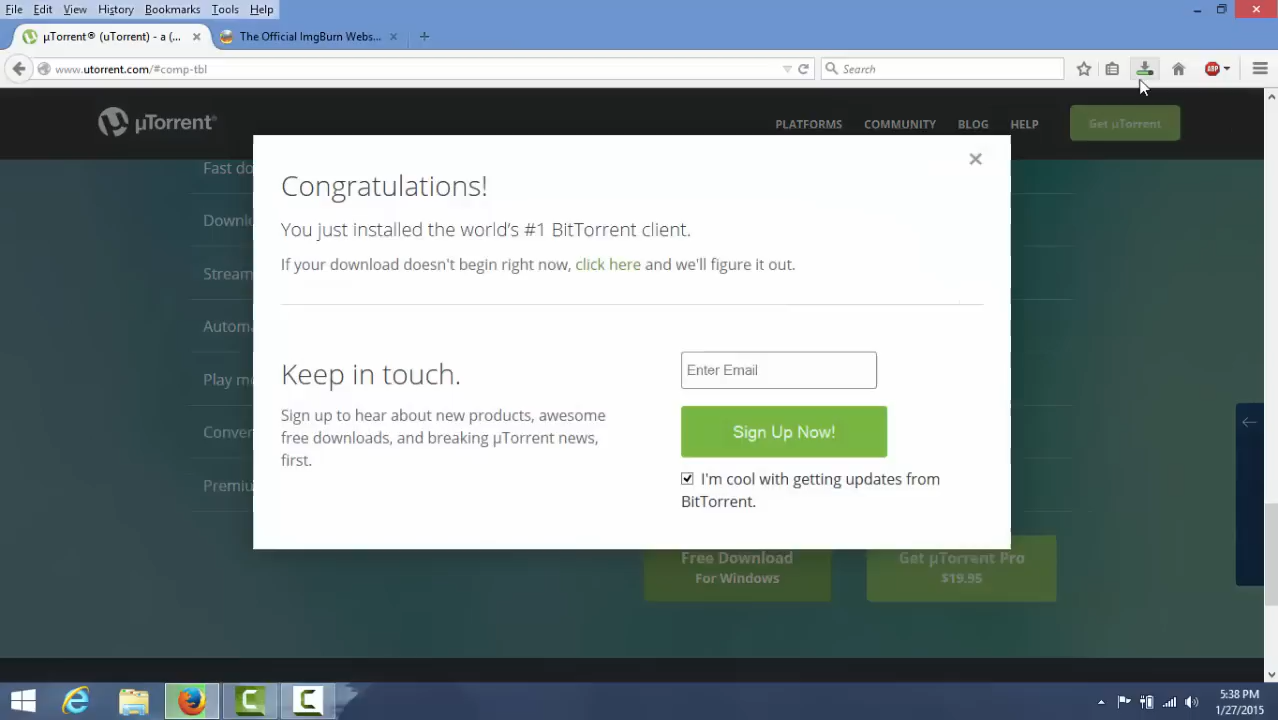 File Edit View History Bookmarks Tools Help
µTorrent® (uTorrent) - a (... The Official ImgBurn Webs...
www.utorrent.com/#comp-tbl Search ABP
µTorrent® PLATFORMS COMMUNITY BLOG HELP Get µTorrent
Fast do
Congratulations!
Downl
You just installed the world's #1 BitTorrent client.
If your download doesn't begin right now, click here and we'll figure it out.
Stream
Automa
Play m
Conver
Premiu
Keep in touch.
Sign up to hear about new products, awesome
free downloads, and breaking µTorrent news,
first.
Enter Email
Sign Up Now!
I'm cool with getting updates from
BitTorrent.
Free Download
For Windows
Get µTorrent Pro
$19.95
5:38 PM
1/27/2015